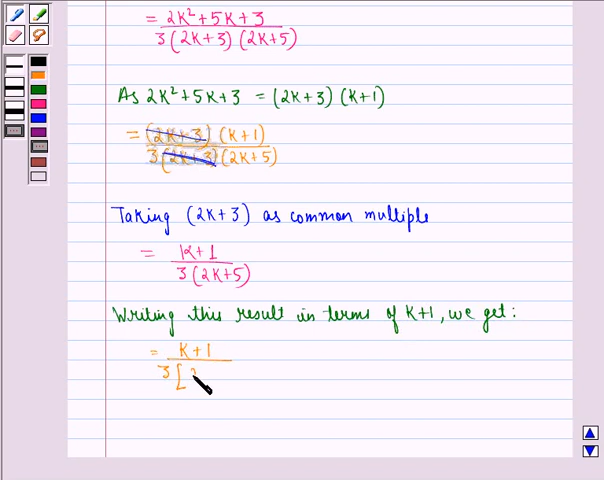 = 2K²+5K+3 / 3(2K+3)(2K+5)
As 2K²+5K+3 = (2K+3)(K+1)
= (2K+3)(K+1) / 3(2K+3)(2K+5)
Taking (2K+3) as common multiple
= K+1 / 3(2K+5)
Writing this result in terms of K+1, we get:
= K+1 / 3[